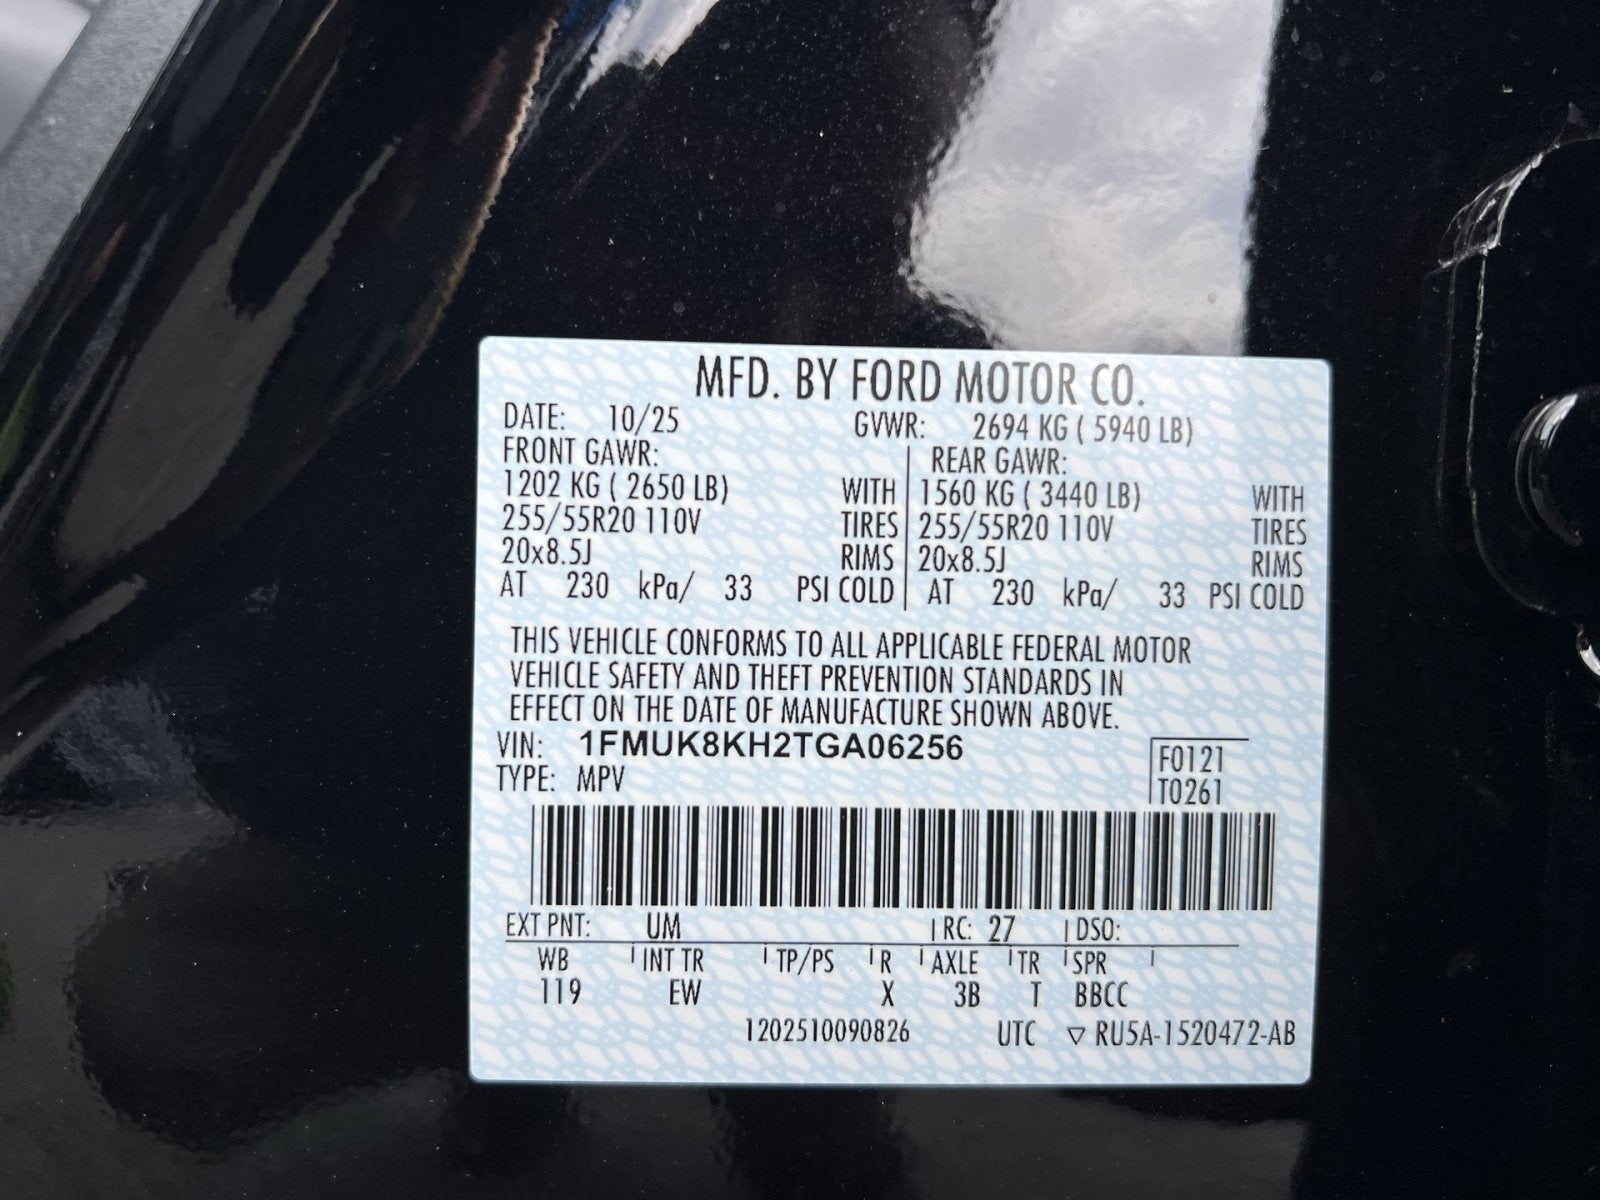 MFD. BY FORD MOTOR CO.
DATE: 10/25 GVWR: 2694 KG ( 5940 LB)
FRONT GAWR: REAR GAWR:
1202 KG ( 2650 LB) WITH 1560 KG ( 3440 LB) WITH
255/55R20 110V TIRES 255/55R20 110V TIRES
20x8.5J RIMS 20x8.5J RIMS
AT 230 kPa/ 33 PSI COLD AT 230 kPa/ 33 PSI COLD
THIS VEHICLE CONFORMS TO ALL APPLICABLE FEDERAL MOTOR
VEHICLE SAFETY AND THEFT PREVENTION STANDARDS IN
EFFECT ON THE DATE OF MANUFACTURE SHOWN ABOVE.
VIN: 1FMUK8KH2TGA06256 F0121
TYPE: MPV T0261
EXT PNT: UM RC: 27 DSO:
WB INT TR TP/PS R AXLE TR SPR
119 EW X 3B T BBCC
1202510090826 UTC ▽ RU5A-1520472-AB